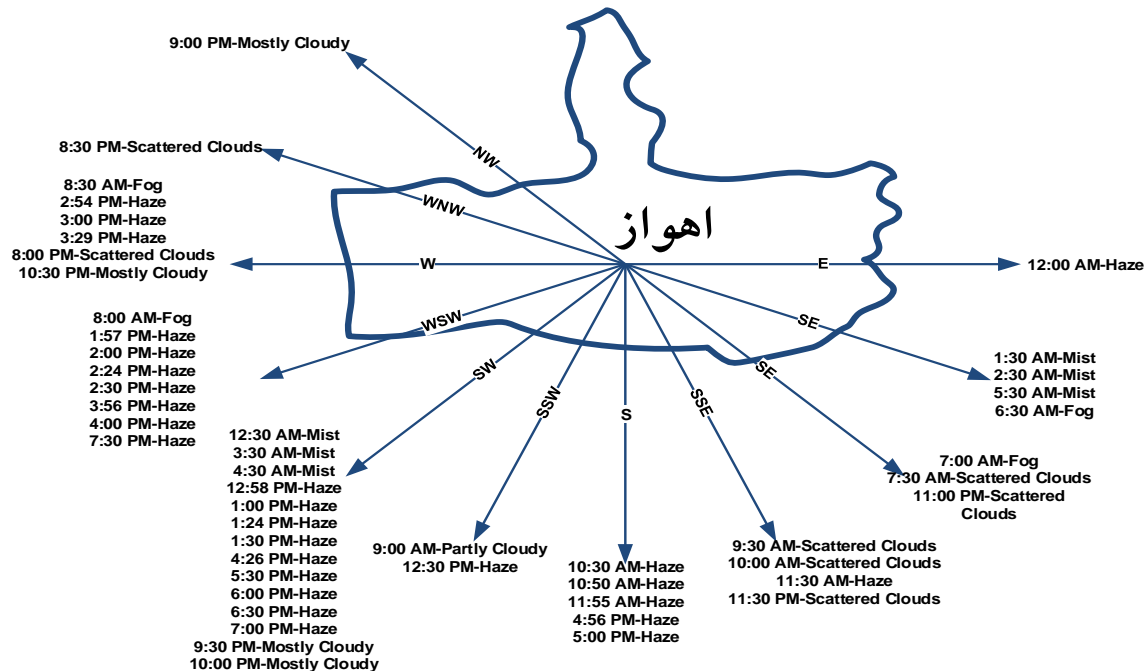 9:00 PM-Mostly Cloudy
NW
8:30 PM-Scattered Clouds
WNW
8:30 AM-Fog
2:54 PM-Haze
3:00 PM-Haze
3:29 PM-Haze
8:00 PM-Scattered Clouds
10:30 PM-Mostly Cloudy
W
اهواز
E
12:00 AM-Haze
8:00 AM-Fog
1:57 PM-Haze
2:00 PM-Haze
2:24 PM-Haze
2:30 PM-Haze
3:56 PM-Haze
4:00 PM-Haze
7:30 PM-Haze
WSW
SE
1:30 AM-Mist
2:30 AM-Mist
5:30 AM-Mist
6:30 AM-Fog
SW
12:30 AM-Mist
3:30 AM-Mist
4:30 AM-Mist
12:58 PM-Haze
1:00 PM-Haze
1:24 PM-Haze
1:30 PM-Haze
4:26 PM-Haze
5:30 PM-Haze
6:00 PM-Haze
6:30 PM-Haze
7:00 PM-Haze
9:30 PM-Mostly Cloudy
10:00 PM-Mostly Cloudy
SSW
9:00 AM-Partly Cloudy
12:30 PM-Haze
S
10:30 AM-Haze
10:50 AM-Haze
11:55 AM-Haze
4:56 PM-Haze
5:00 PM-Haze
SSE
9:30 AM-Scattered Clouds
10:00 AM-Scattered Clouds
11:30 AM-Haze
11:30 PM-Scattered Clouds
SE
7:00 AM-Fog
7:30 AM-Scattered Clouds
11:00 PM-Scattered
Clouds